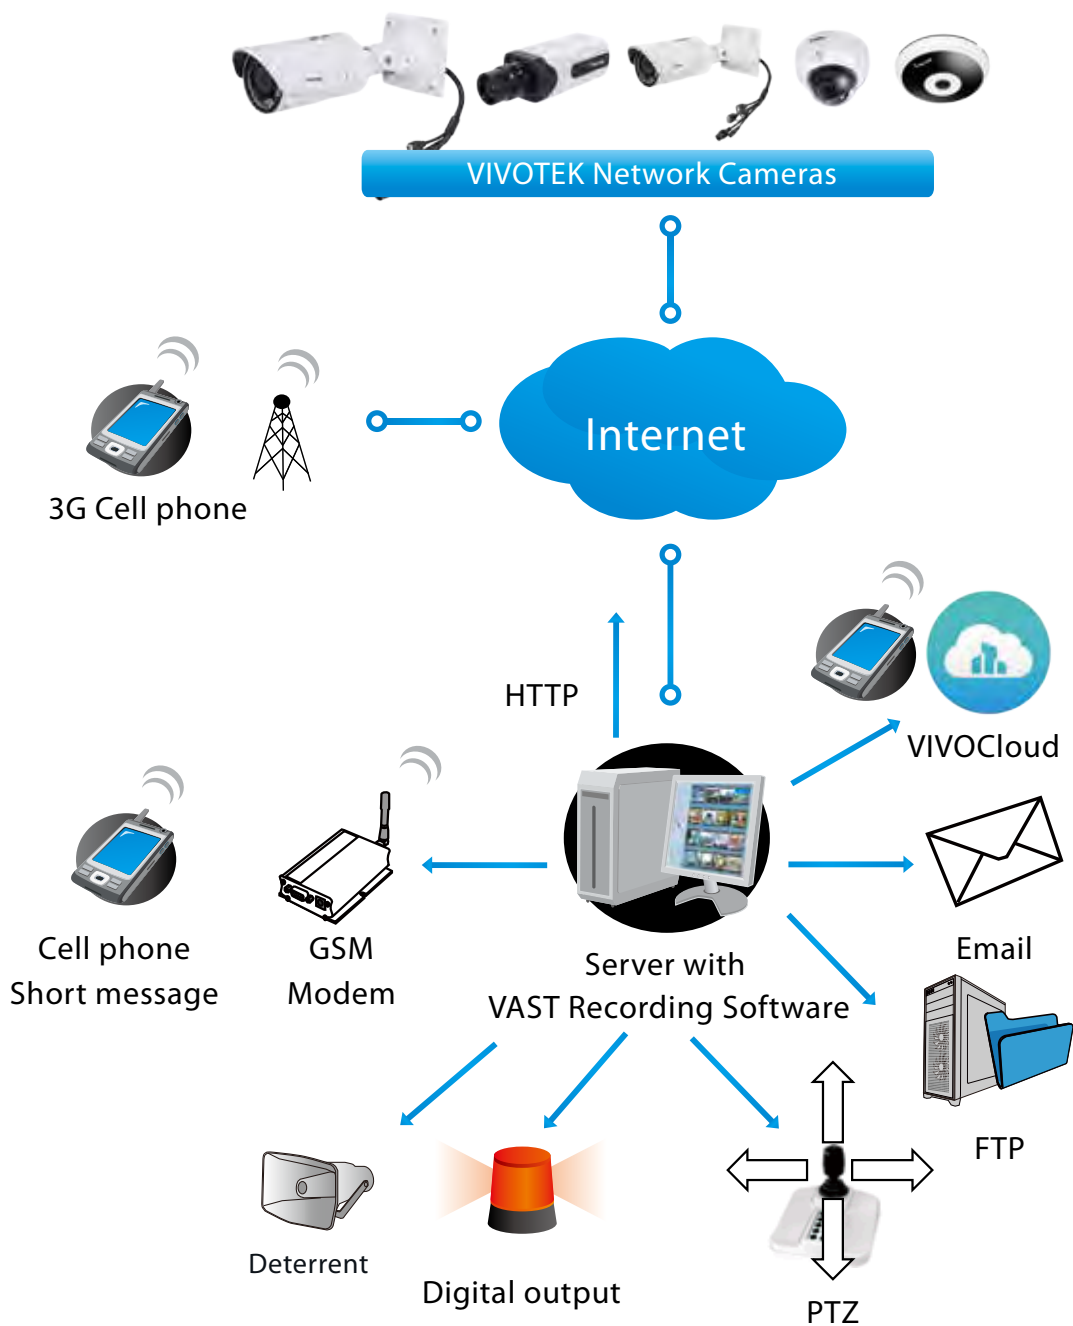 VIVOTEK Network Cameras
Internet
3G Cell phone
HTTP
VIVOCloud
Cell phone
Short message
GSM
Modem
Server with
VAST Recording Software
Email
FTP
Deterrent
Digital output
PTZ